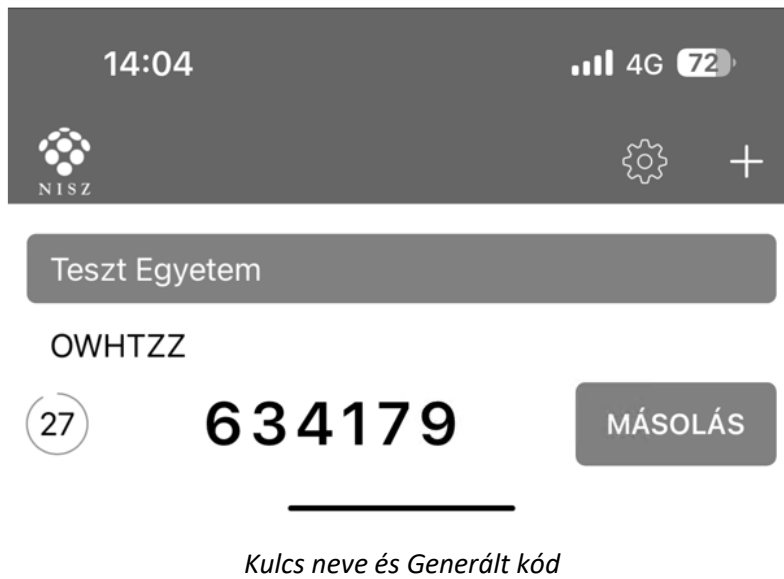 14:04 4G 72
NISZ
Teszt Egyetem
OWHTZZ
27 634179 MÁSOLÁS
Kulcs neve és Generált kód